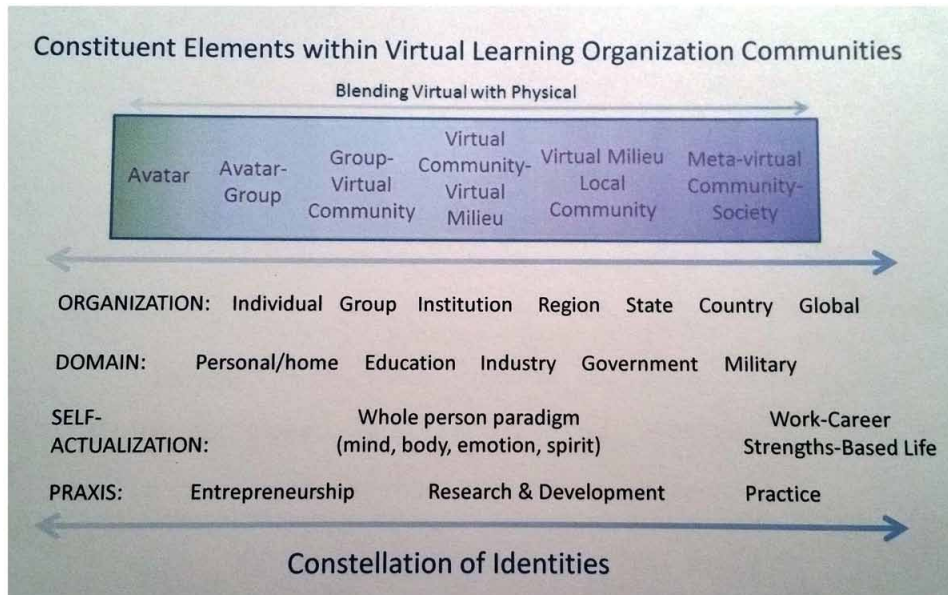 Constituent Elements within Virtual Learning Organization Communities
Blending Virtual with Physical
Avatar
Avatar-
Group
Group-
Virtual
Community
Virtual
Community-
Virtual
Milieu
Virtual Milieu
Local
Community
Meta-virtual
Community-
Society
ORGANIZATION: Individual Group Institution Region State Country Global
DOMAIN: Personal/home Education Industry Government Military
SELF-
ACTUALIZATION:
Whole person paradigm
(mind, body, emotion, spirit)
Work-Career
Strengths-Based Life
PRAXIS: Entrepreneurship Research & Development Practice
Constellation of Identities